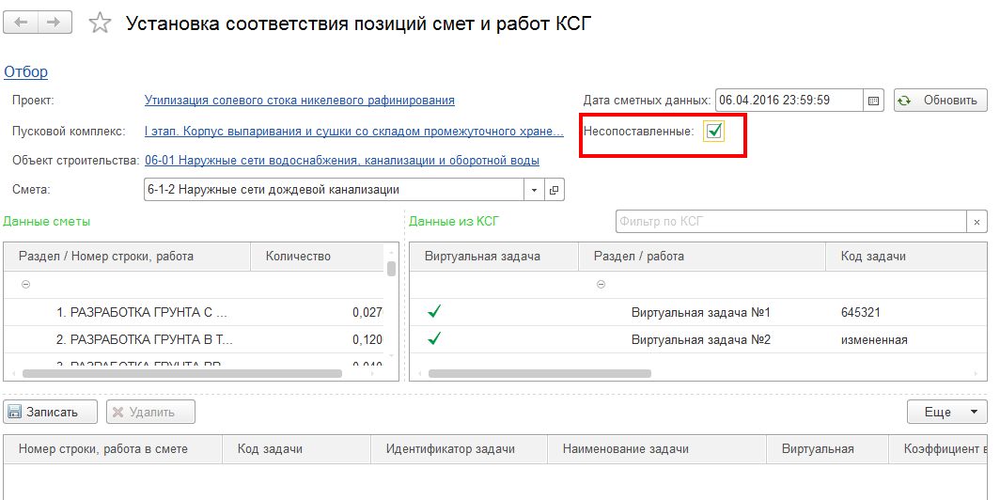 Установка соответствия позиций смет и работ КСГ
Отбор
Проект: Утилизация солевого стока никелевого рафинирования Дата сметных данных: 06.04.2016 23:59:59 Обновить
Пусковой комплекс: I этап. Корпус выпаривания и сушки со складом промежуточного хране... Несопоставленные:
Объект строительства: 06-01 Наружные сети водоснабжения, канализации и оборотной воды
Смета: 6-1-2 Наружные сети дождевой канализации
Данные сметы Данные из КСГ Фильтр по КСГ ×
Раздел / Номер строки, работа Количество Виртуальная задача Раздел / работа Код задачи
1. РАЗРАБОТКА ГРУНТА С ... 0,027 Виртуальная задача №1 645321
2. РАЗРАБОТКА ГРУНТА В Т... 0,120 Виртуальная задача №2 измененная
Записать Удалить Еще
Номер строки, работа в смете Код задачи Идентификатор задачи Наименование задачи Виртуальная Коэффициент в